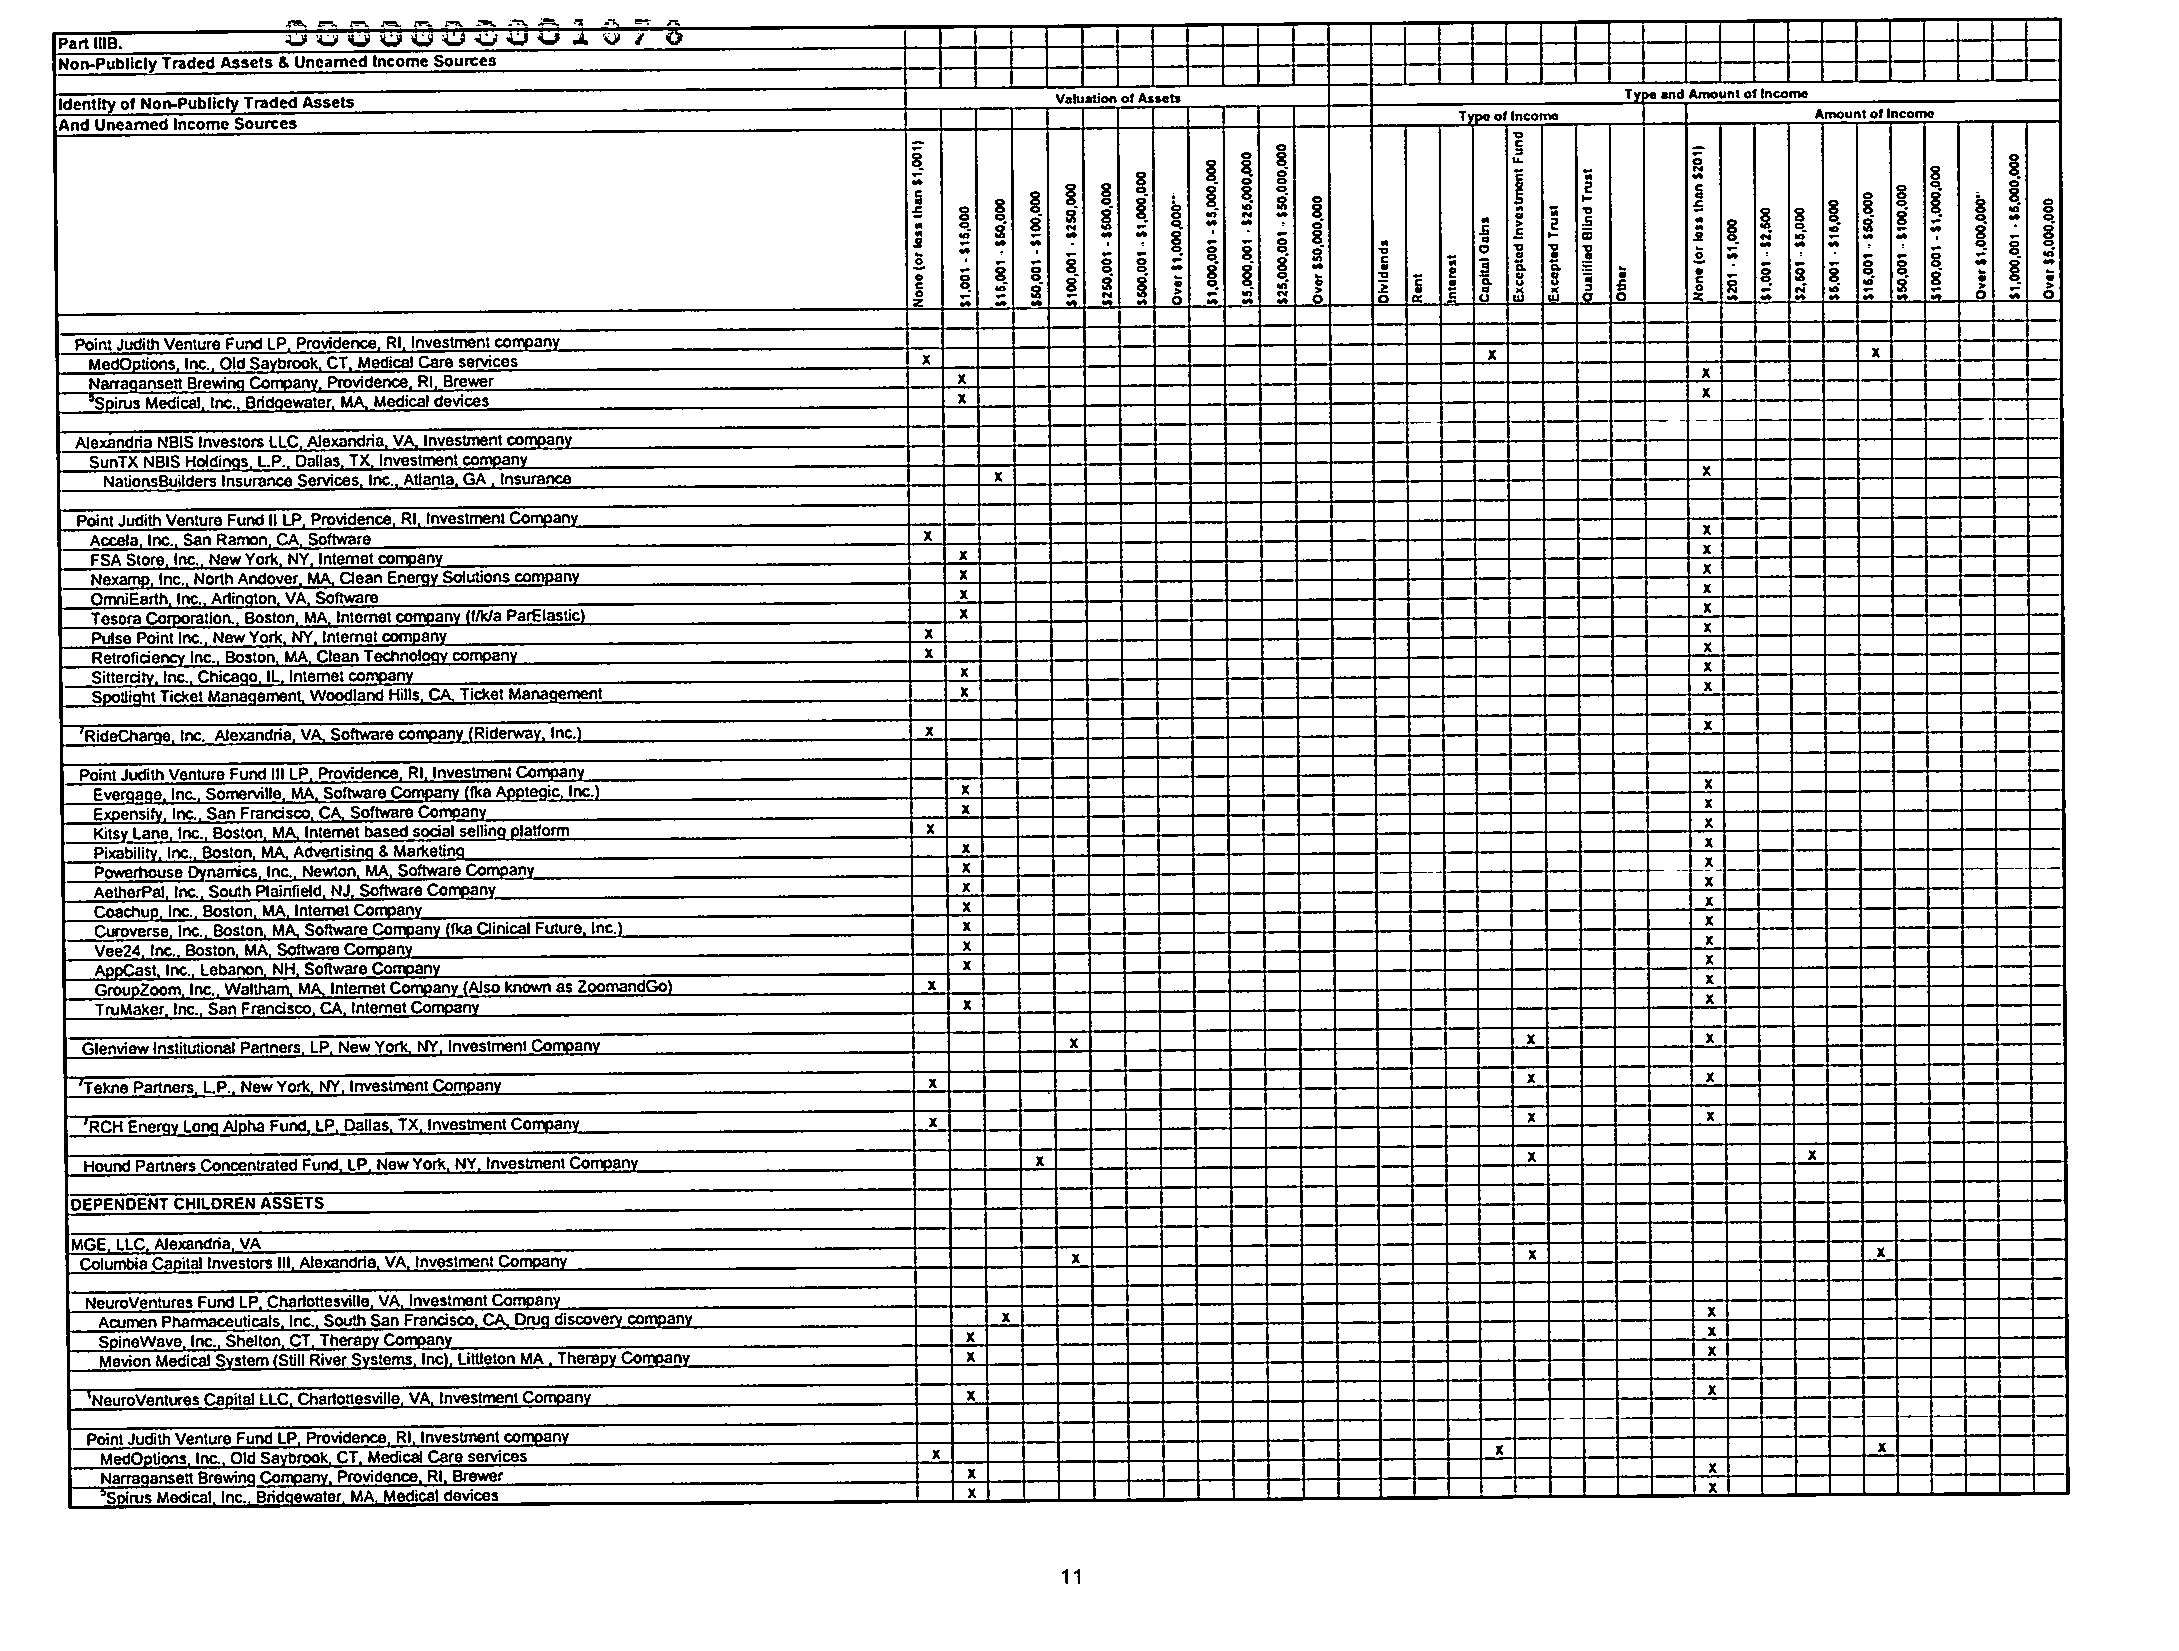 000000001078
Part IIIB.
Non-Publicly Traded Assets & Unearned Income Sources
Identity of Non-Publicly Traded Assets
And Unearned Income Sources
Valuation of Assets
Type and Amount of Income
Type of Income
Amount of Income
None (or less than $1,001)
$1,001 - $15,000
$15,001 - $50,000
$50,001 - $100,000
$100,001 - $250,000
$250,001 - $500,000
$500,001 - $1,000,000
Over $1,000,000**
$1,000,001 - $5,000,000
$5,000,001 - $25,000,000
$25,000,001 - $50,000,000
Over $50,000,000
Dividends
Rent
Interest
Capital Gains
Excepted Investment Fund
Excepted Trust
Qualified Blind Trust
Other
None (or less than $201)
$201 - $1,000
$1,001 - $2,500
$2,501 - $5,000
$5,001 - $15,000
$15,001 - $50,000
$50,001 - $100,000
$100,001 - $1,000,000
Over $1,000,000*
$1,000,001 - $5,000,000
Over $5,000,000
Point Judith Venture Fund LP, Providence, RI, Investment company
MedOptions, Inc., Old Saybrook, CT, Medical Care services x x x
Narragansett Brewing Company, Providence, RI, Brewer x x
⁵Spirus Medical, Inc., Bridgewater, MA, Medical devices x x
Alexandria NBIS Investors LLC, Alexandria, VA, Investment company
SunTX NBIS Holdings, L.P., Dallas, TX, Investment company
NationsBuilders Insurance Services, Inc., Atlanta, GA , Insurance x x
Point Judith Venture Fund II LP, Providence, RI, Investment Company
Accela, Inc., San Ramon, CA, Software x x
FSA Store, Inc., New York, NY, Internet company x x
Nexamp, Inc., North Andover, MA, Clean Energy Solutions company x x
OmniEarth, Inc., Arlington, VA, Software x x
Tesora Corporation., Boston, MA, Internet company (f/k/a ParElastic) x x
Pulse Point Inc., New York, NY, Internet company x x
Retroficiency Inc., Boston, MA, Clean Technology company x x
Sittercity, Inc., Chicago, IL, Internet company x x
Spotlight Ticket Management, Woodland Hills, CA, Ticket Management x x
⁷RideCharge, Inc. Alexandria, VA, Software company (Riderway, Inc.) x x
Point Judith Venture Fund III LP, Providence, RI, Investment Company
Evergage, Inc., Somerville, MA, Software Company (fka Apptegic, Inc.) x x
Expensify, Inc., San Francisco, CA, Software Company x x
Kitsy Lane, Inc., Boston, MA, Internet based social selling platform x x
Pixability, Inc., Boston, MA, Advertising & Marketing x x
Powerhouse Dynamics, Inc., Newton, MA, Software Company x x
AetherPal, Inc., South Plainfield, NJ, Software Company x x
Coachup, Inc., Boston, MA, Internet Company x x
Curoverse, Inc., Boston, MA, Software Company (fka Clinical Future, Inc.) x x
Vee24, Inc., Boston, MA, Software Company x x
AppCast, Inc., Lebanon, NH, Software Company x x
GroupZoom, Inc., Waltham, MA, Internet Company (Also known as ZoomandGo) x x
TruMaker, Inc., San Francisco, CA, Internet Company x x
Glenview Institutional Partners, LP, New York, NY, Investment Company x x x
⁷Tekne Partners, L.P., New York, NY, Investment Company x x x
⁷RCH Energy Long Alpha Fund, LP, Dallas, TX, Investment Company x x x
Hound Partners Concentrated Fund, LP, New York, NY, Investment Company x x x
DEPENDENT CHILDREN ASSETS
MGE, LLC, Alexandria, VA
Columbia Capital Investors III, Alexandria, VA, Investment Company x x x
NeuroVentures Fund LP, Charlottesville, VA, Investment Company
Acumen Pharmaceuticals, Inc., South San Francisco, CA, Drug discovery company x x
SpineWave, Inc., Shelton, CT, Therapy Company x x
Mevion Medical System (Still River Systems, Inc), Littleton MA , Therapy Company x x
¹NeuroVentures Capital LLC, Charlottesville, VA, Investment Company x x
Point Judith Venture Fund LP, Providence, RI, Investment company
MedOptions, Inc., Old Saybrook, CT, Medical Care services x x x
Narragansett Brewing Company, Providence, RI, Brewer x x
⁵Spirus Medical, Inc., Bridgewater, MA, Medical devices x x
11